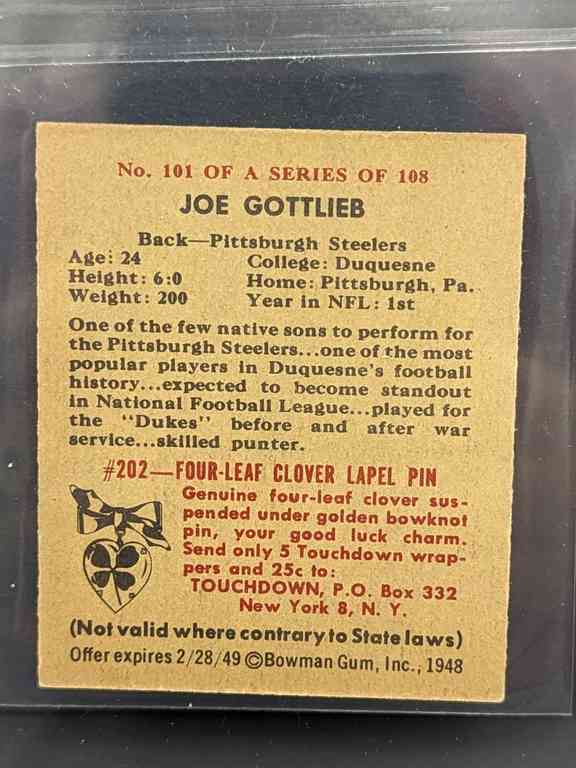 No. 101 OF A SERIES OF 108
JOE GOTTLIEB
Back—Pittsburgh Steelers
Age: 24 College: Duquesne
Height: 6:0 Home: Pittsburgh, Pa.
Weight: 200 Year in NFL: 1st
One of the few native sons to perform for
the Pittsburgh Steelers...one of the most
popular players in Duquesne's football
history...expected to become standout
in National Football League...played for
the "Dukes" before and after war
service...skilled punter.
#202—FOUR-LEAF CLOVER LAPEL PIN
Genuine four-leaf clover sus-
pended under golden bowknot
pin, your good luck charm.
Send only 5 Touchdown wrap-
pers and 25c to:
TOUCHDOWN, P.O. Box 332
New York 8, N. Y.
(Not valid where contrary to State laws)
Offer expires 2/28/49 ©Bowman Gum, Inc., 1948